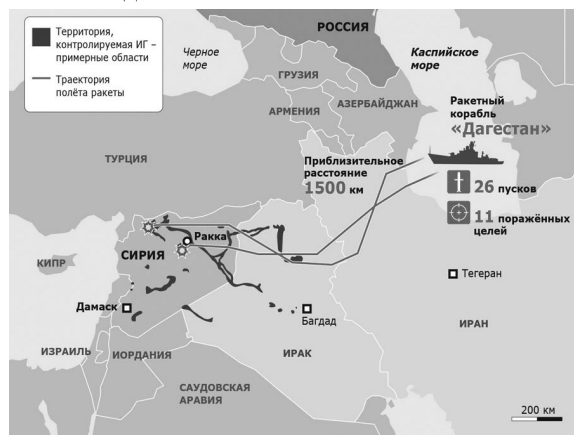 Территория,
контролируемая ИГ –
примерные области
Траектория
полёта ракеты
РОССИЯ
Черное
море
Каспийское
море
ГРУЗИЯ
АРМЕНИЯ
АЗЕРБАЙДЖАН
Ракетный
корабль
«Дагестан»
ТУРЦИЯ
Приблизительное
расстояние
1500 км
26 пусков
11 поражённых
целей
Ракка
СИРИЯ
КИПР
Тегеран
Дамаск
Багдад
ИЗРАИЛЬ
ИОРДАНИЯ
ИРАК
ИРАН
САУДОВСКАЯ
АРАВИЯ
200 км